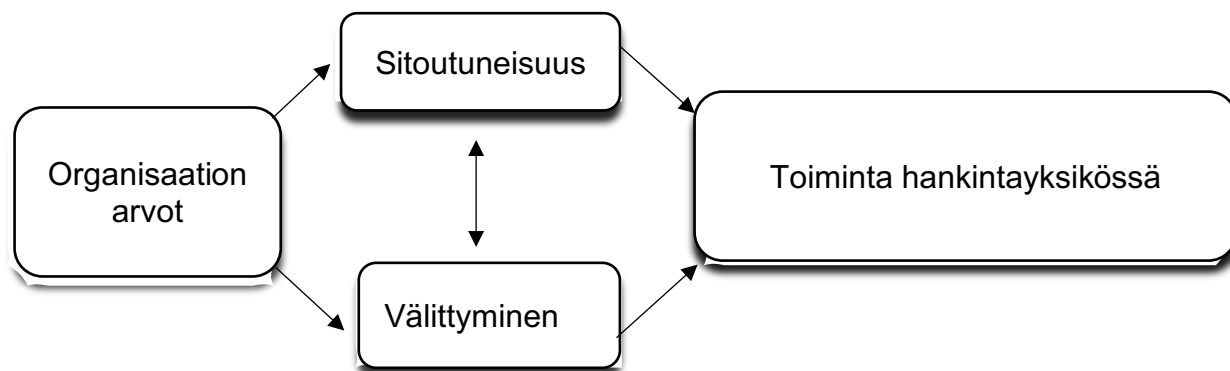 Sitoutuneisuus
Organisaation
arvot
Toiminta hankintayksikössä
Välittyminen